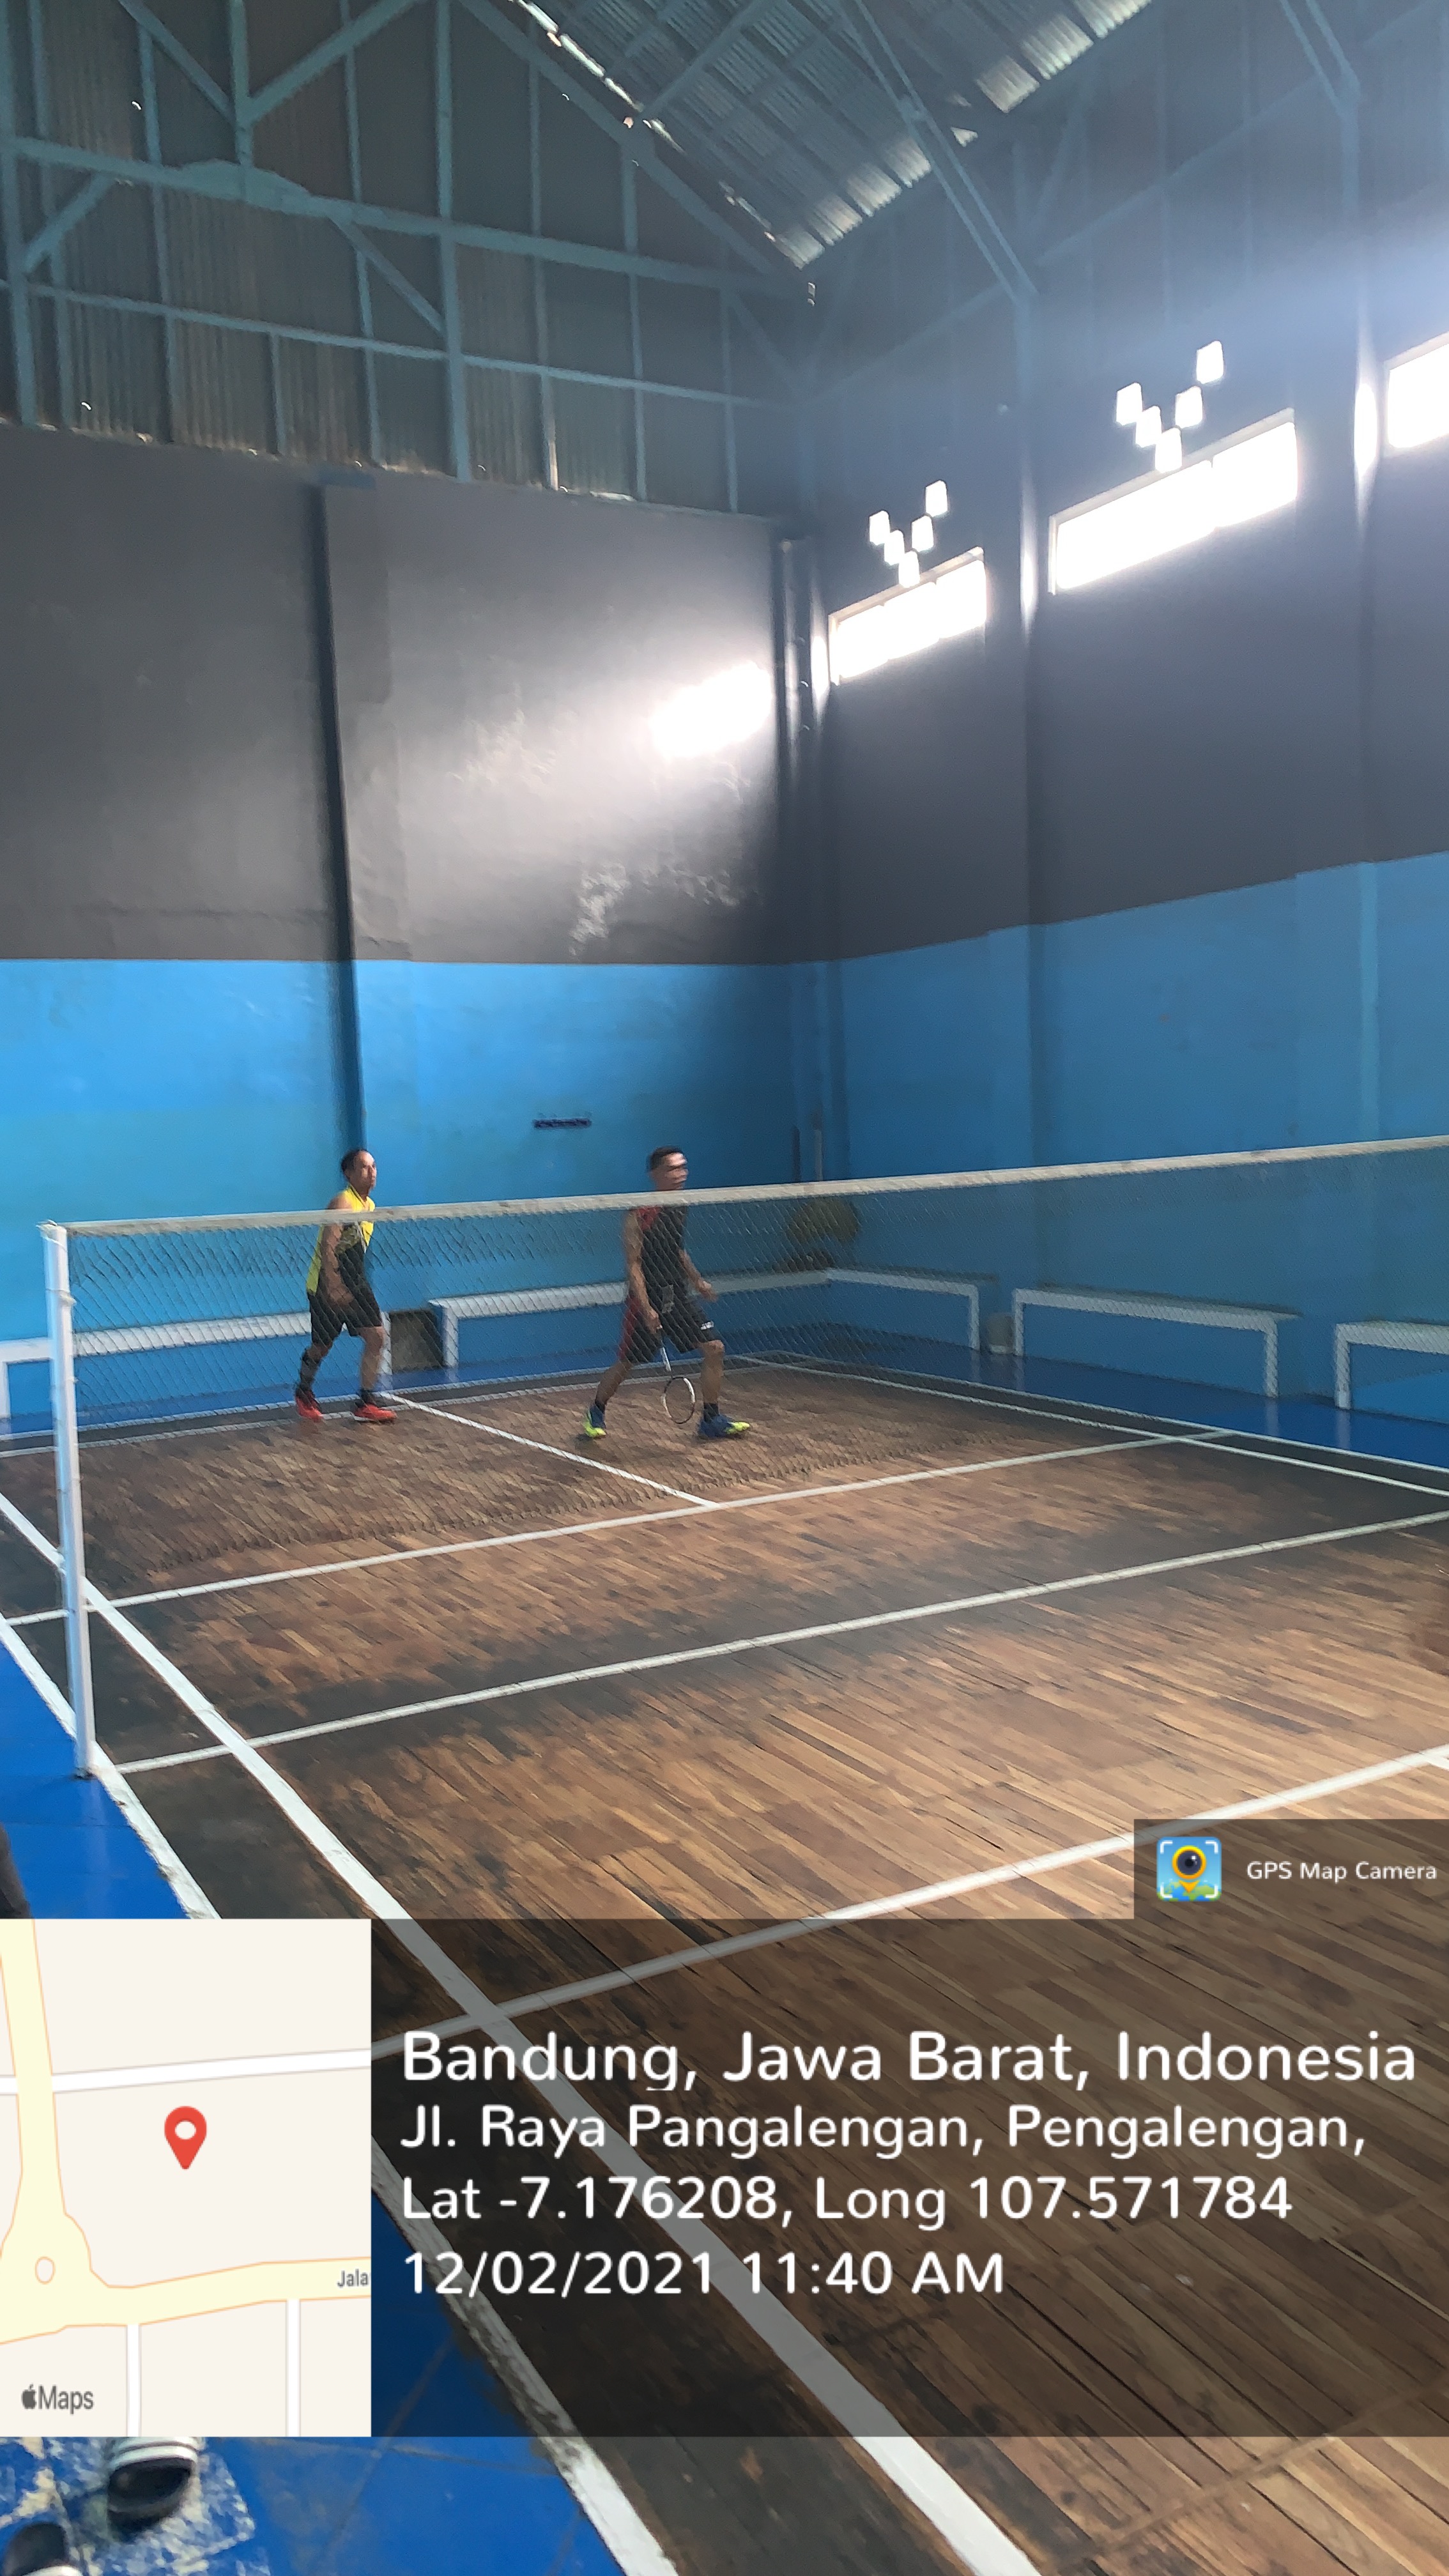 GPS Map Camera
Bandung, Jawa Barat, Indonesia
Jl. Raya Pangalengan, Pengalengan,
Lat -7.176208, Long 107.571784
12/02/2021 11:40 AM
Jala
Maps